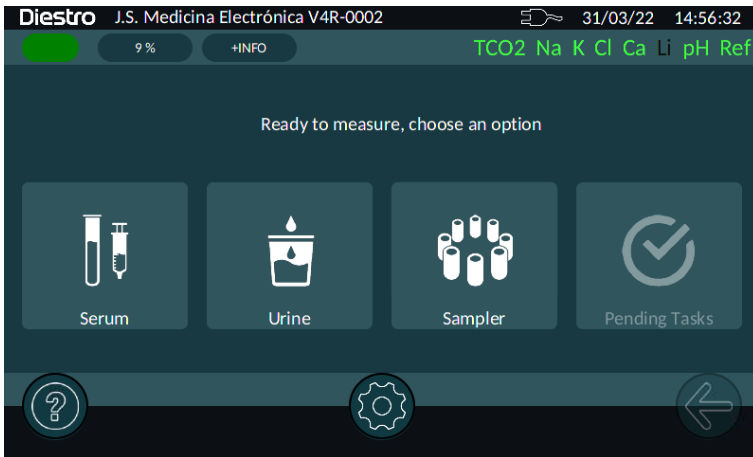 Diestro J.S. Medicina Electrónica V4R-0002 31/03/22 14:56:32
9 % +INFO TCO2 Na K Cl Ca Li pH Ref
Ready to measure, choose an option
Serum Urine Sampler Pending Tasks
?